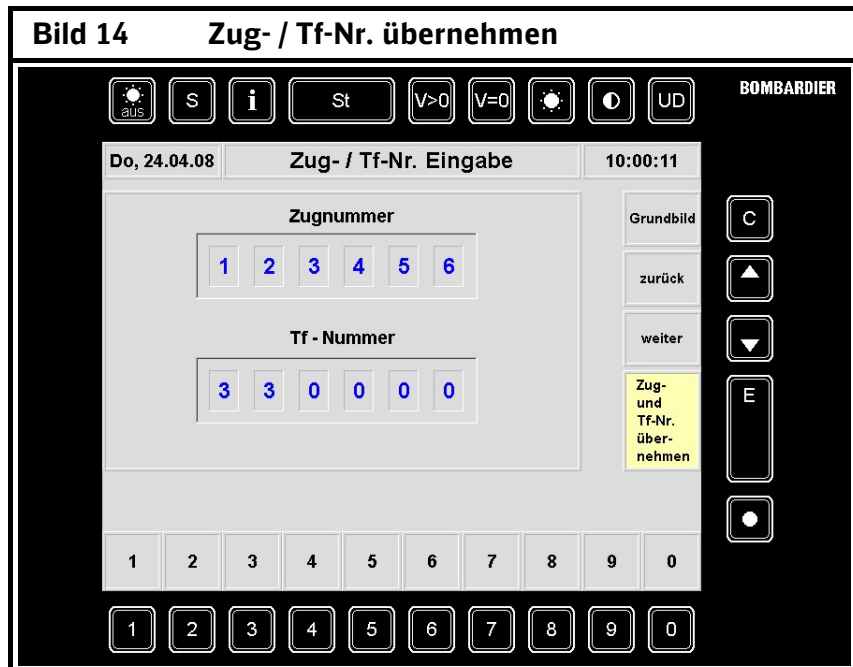 Bild 14 Zug- / Tf-Nr. übernehmen
aus S i St V>0 V=0 UD
BOMBARDIER
Do, 24.04.08 Zug- / Tf-Nr. Eingabe 10:00:11
Zugnummer
1 2 3 4 5 6
Tf - Nummer
3 3 0 0 0 0
Grundbild
zurück
weiter
Zug-
und
Tf-Nr.
über-
nehmen
C
E
1 2 3 4 5 6 7 8 9 0
1 2 3 4 5 6 7 8 9 0